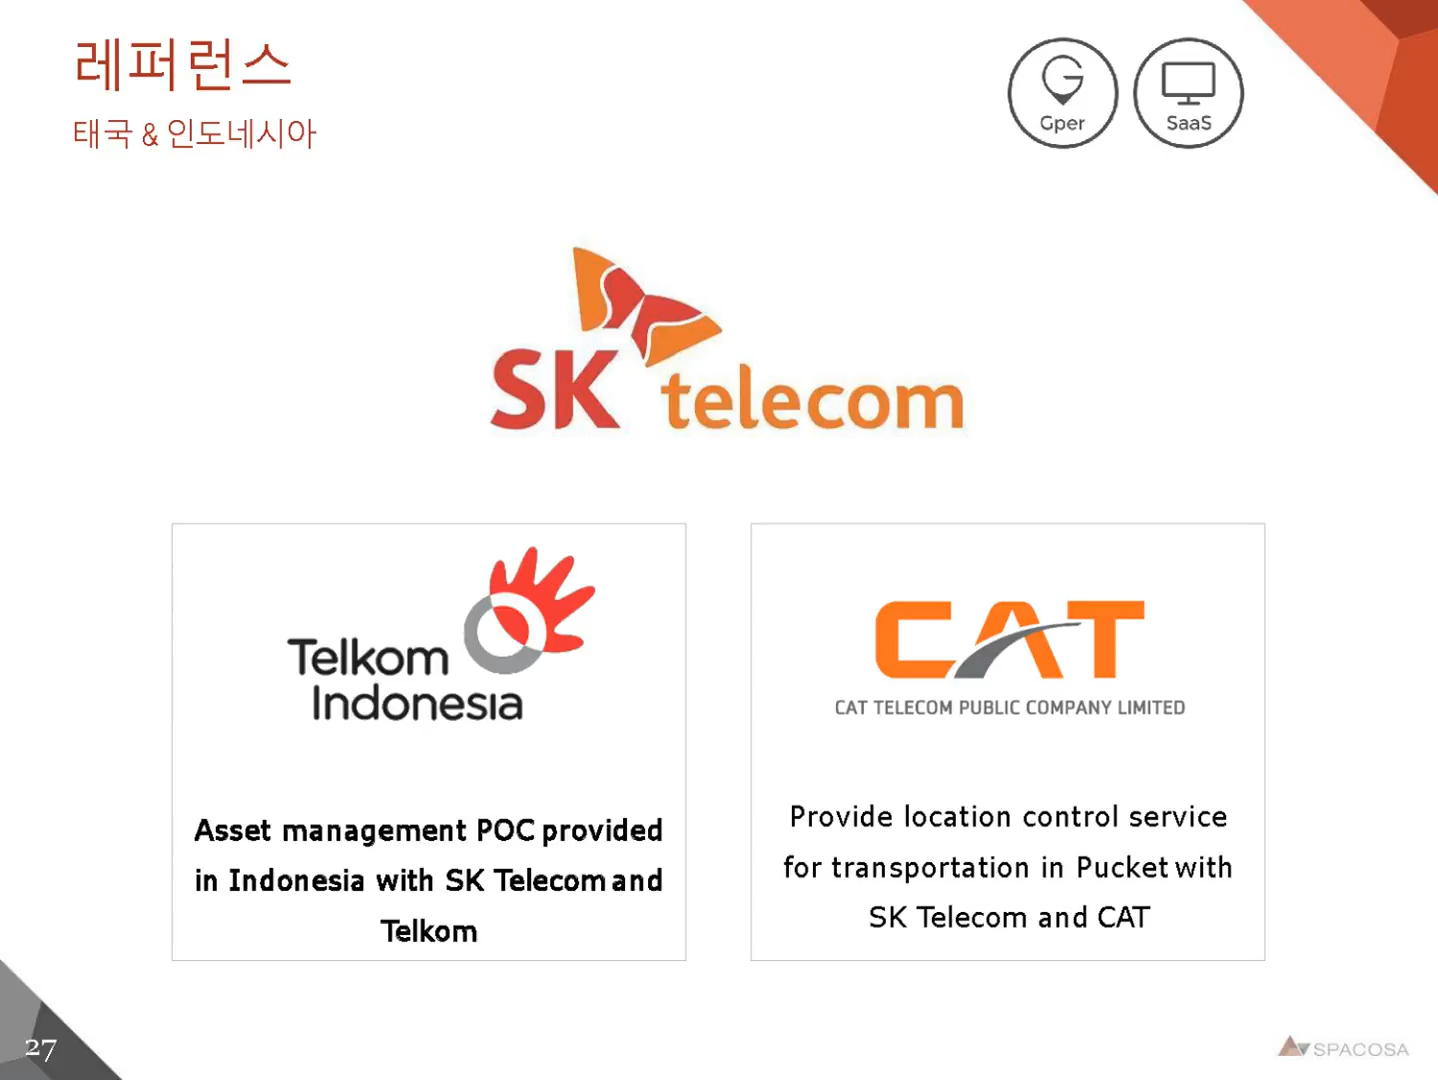 레퍼런스
태국 & 인도네시아
Gper
SaaS
SK telecom
Telkom
Indonesia
Asset management POC provided
in Indonesia with SK Telecom and
Telkom
CAT
CAT TELECOM PUBLIC COMPANY LIMITED
Provide location control service
for transportation in Pucket with
SK Telecom and CAT
27
SPACOSA